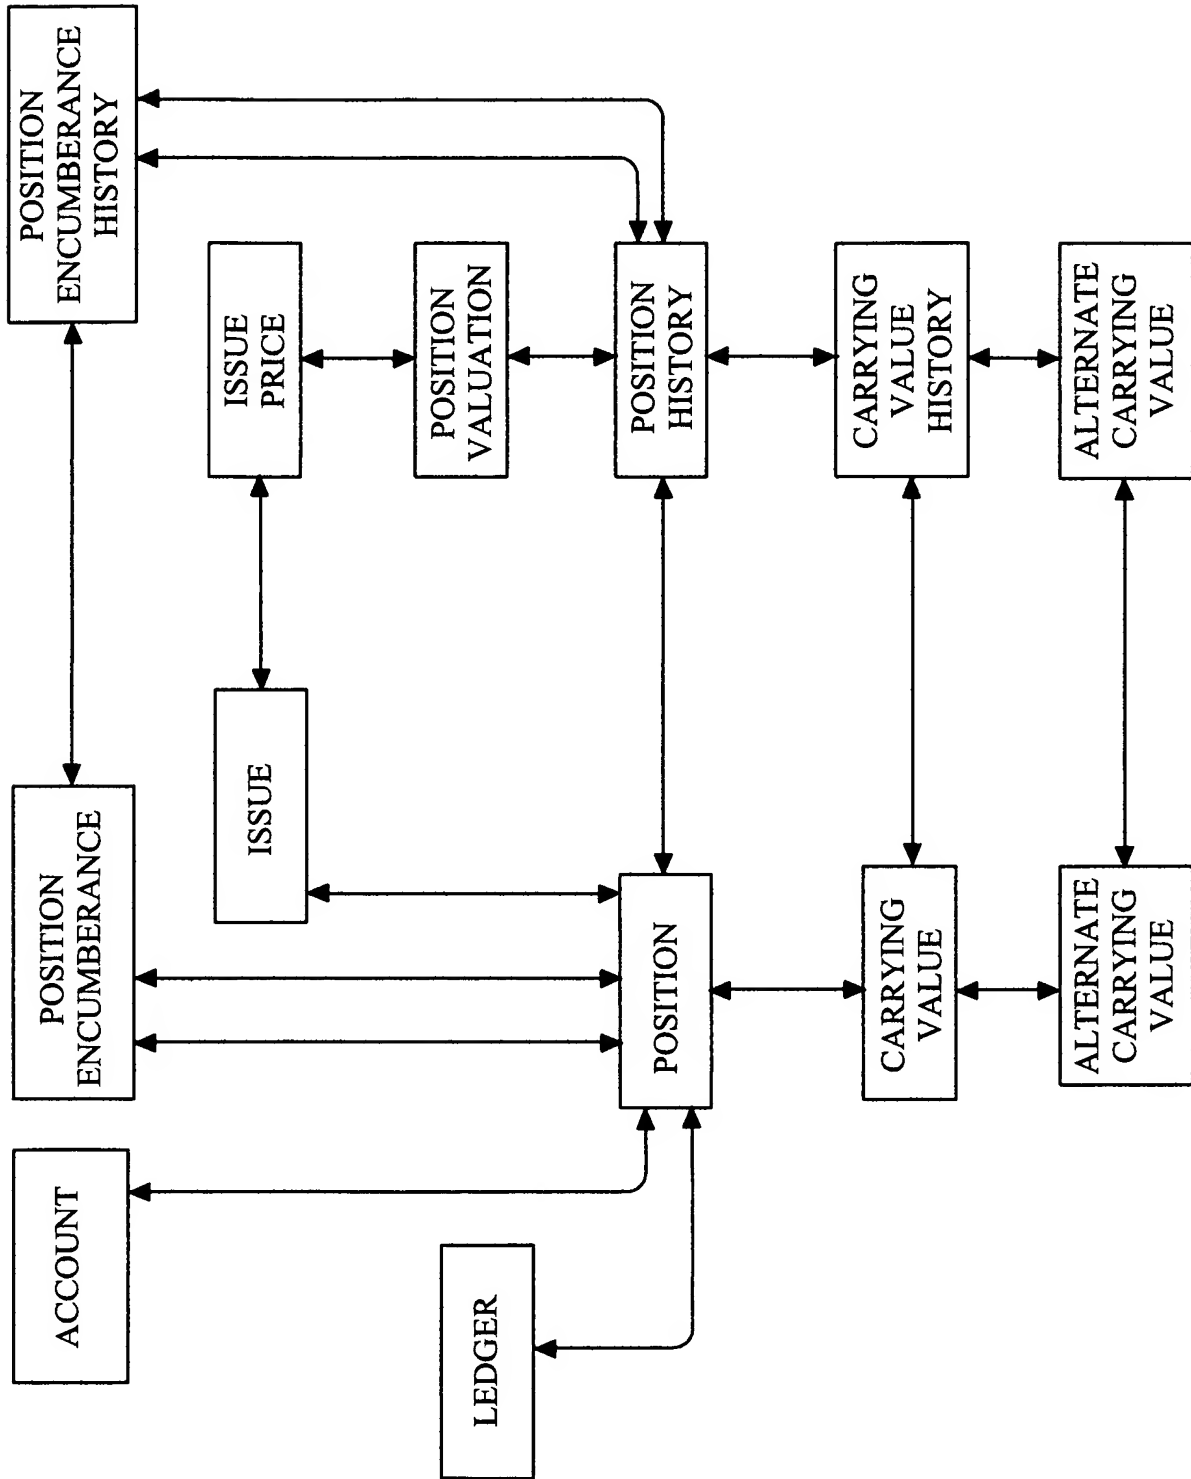 ACCOUNT
POSITION
ENCUMBERANCE
POSITION
ENCUMBERANCE
HISTORY
ISSUE
ISSUE
PRICE
LEDGER
POSITION
VALUATION
POSITION
POSITION
HISTORY
CARRYING
VALUE
CARRYING
VALUE
HISTORY
ALTERNATE
CARRYING
VALUE
ALTERNATE
CARRYING
VALUE